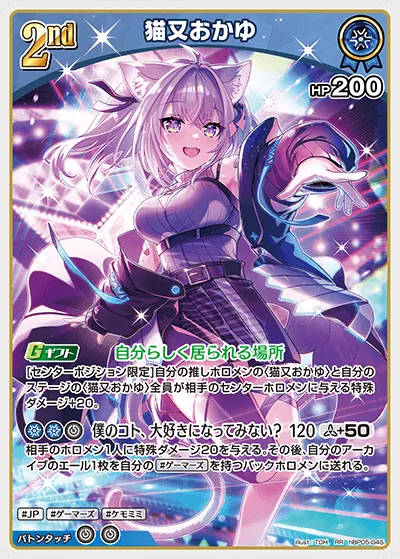 2nd
猫又おかゆ
HP200
Gギフト 自分らしく居られる場所
[センターポジション限定]自分の推しホロメンの〈猫又おかゆ〉と自分の
ステージの〈猫又おかゆ〉全員が相手のセンターホロメンに与える特殊
ダメージ+20。
僕のコト、大好きになってみない? 120 +50
相手のホロメン1人に特殊ダメージ20を与える。その後、自分のアー
カイブのエール1枚を自分の #ゲーマーズ を持つバックホロメンに送れる。
#JP #ゲーマーズ #ケモミミ
バトンタッチ
illust. TOH. RR hBP05-045